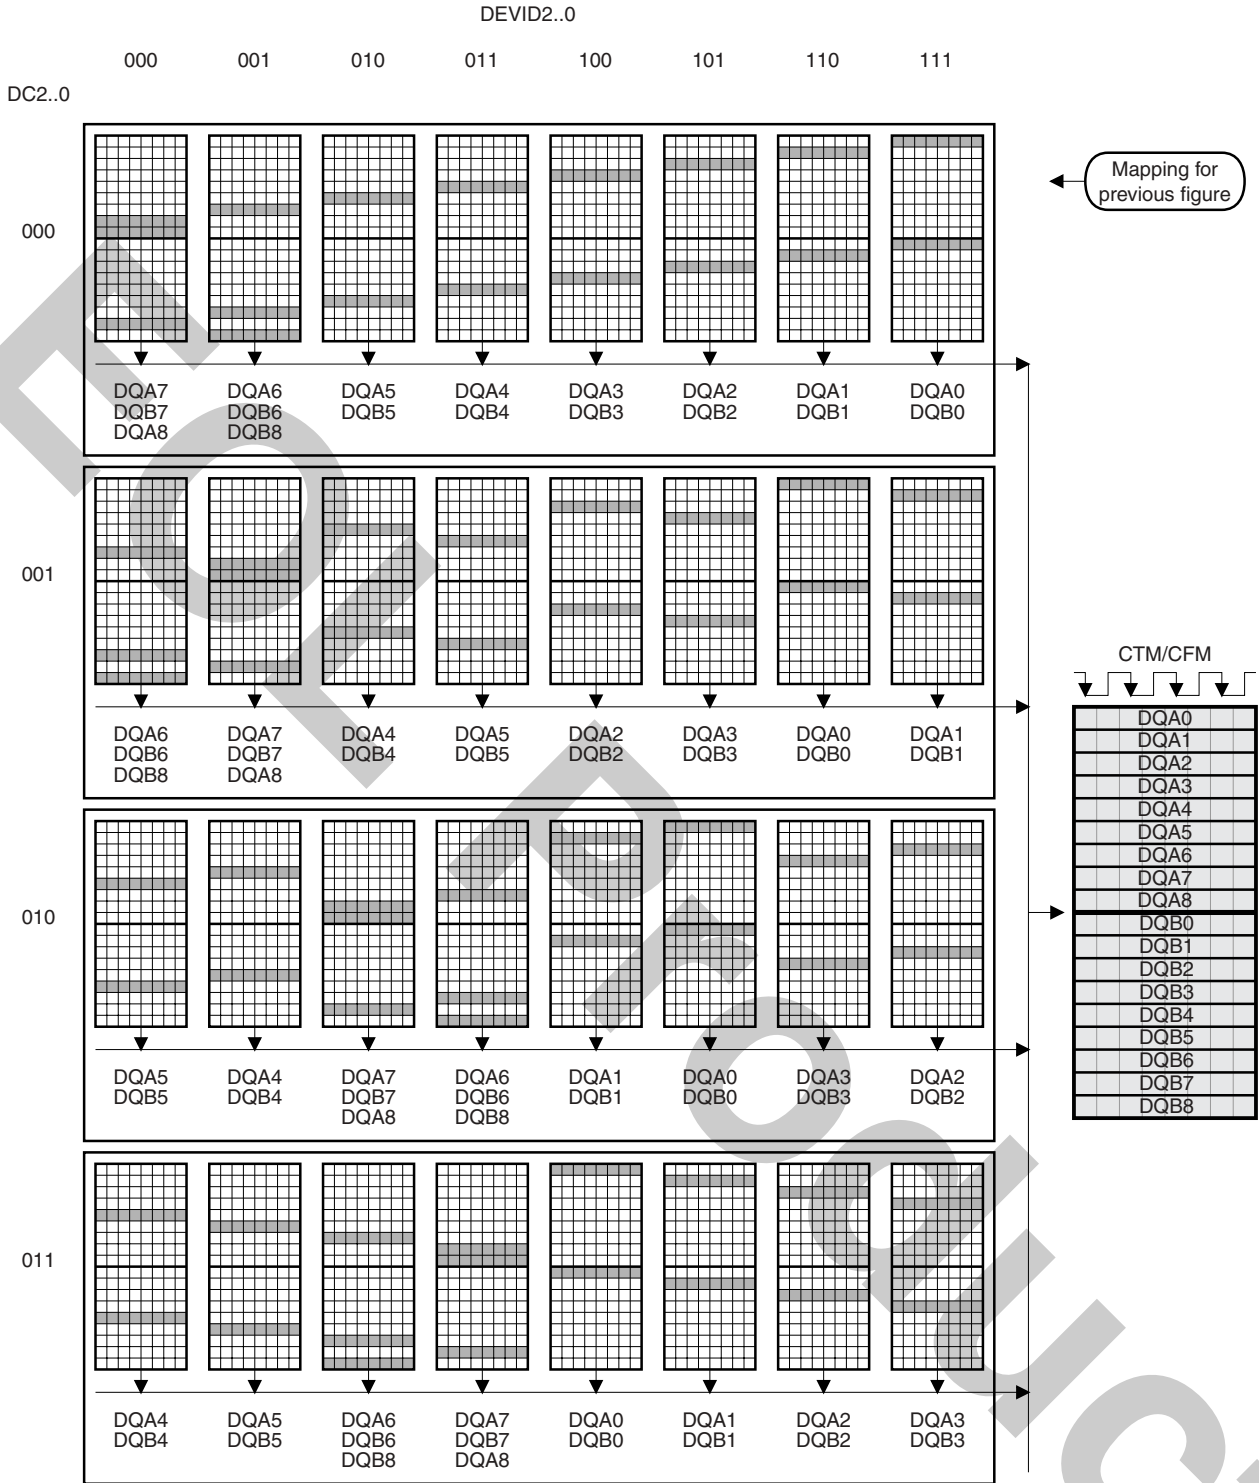 DEVID2..0
000 001 010 011 100 101 110 111
DC2..0
Mapping for
previous figure
000
DQA7 DQA6 DQA5 DQA4 DQA3 DQA2 DQA1 DQA0
DQB7 DQB6 DQB5 DQB4 DQB3 DQB2 DQB1 DQB0
DQA8 DQB8
001
DQA6 DQA7 DQA4 DQA5 DQA2 DQA3 DQA0 DQA1
DQB6 DQB7 DQB4 DQB5 DQB2 DQB3 DQB0 DQB1
DQB8 DQA8
CTM/CFM
DQA0
DQA1
DQA2
DQA3
DQA4
DQA5
DQA6
DQA7
DQA8
DQB0
DQB1
DQB2
DQB3
DQB4
DQB5
DQB6
DQB7
DQB8
010
DQA5 DQA4 DQA7 DQA6 DQA1 DQA0 DQA3 DQA2
DQB5 DQB4 DQB7 DQB6 DQB1 DQB0 DQB3 DQB2
DQA8 DQB8
011
DQA4 DQA5 DQA6 DQA7 DQA0 DQA1 DQA2 DQA3
DQB4 DQB5 DQB6 DQB7 DQB0 DQB1 DQB2 DQB3
DQB8 DQA8
EOL Produc